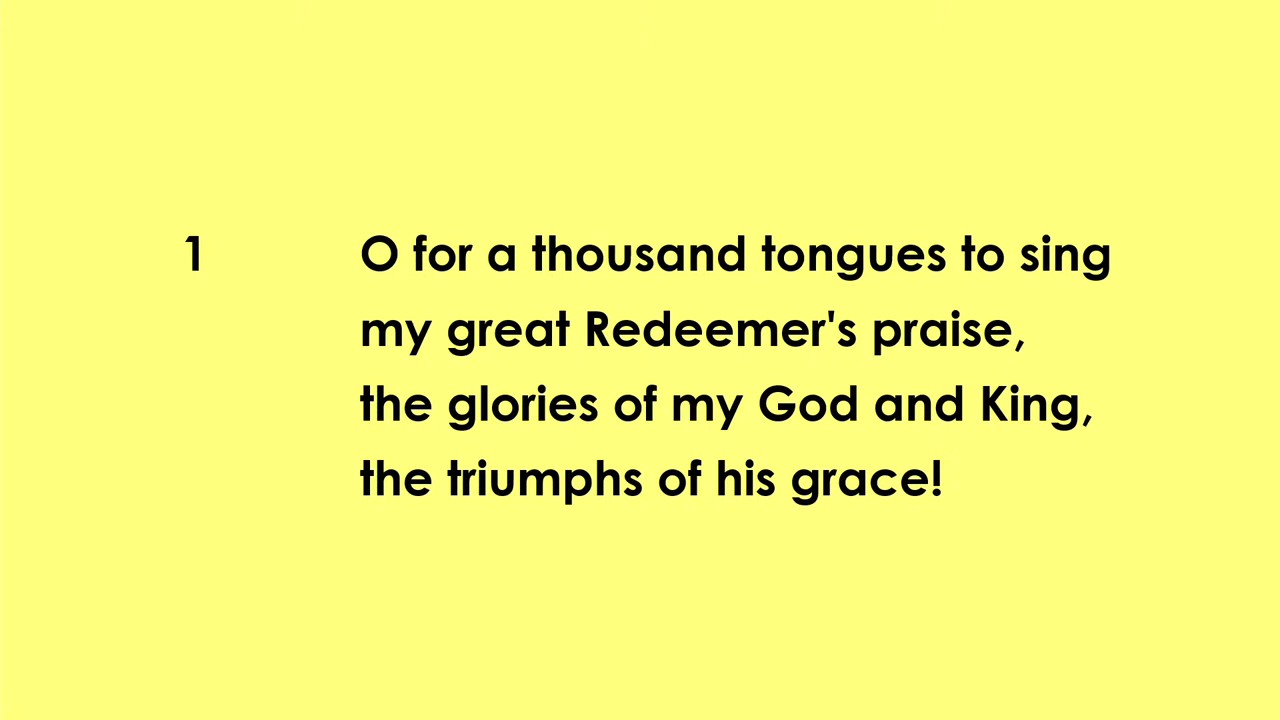 1 O for a thousand tongues to sing
my great Redeemer's praise,
the glories of my God and King,
the triumphs of his grace!